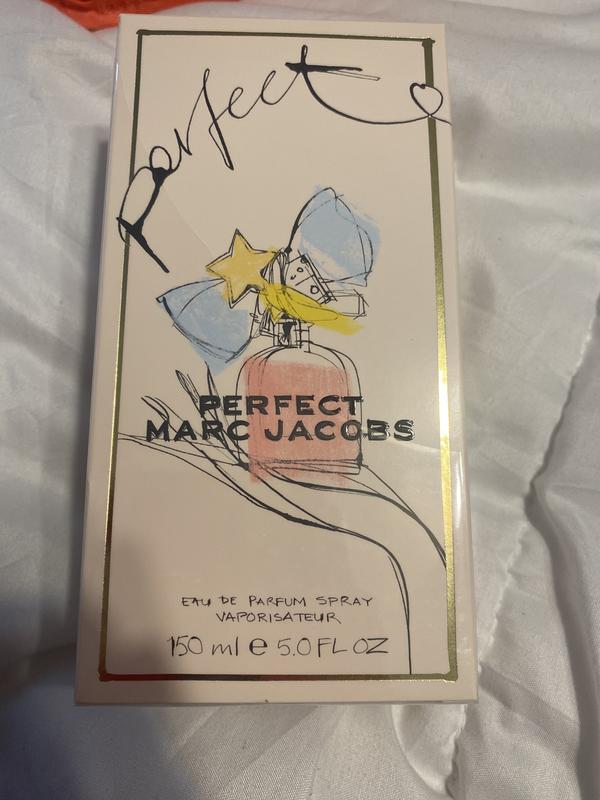 perfect
PERFECT
MARC JACOBS
EAU DE PARFUM SPRAY
VAPORISATEUR
150 ml e 5.0 FL OZ